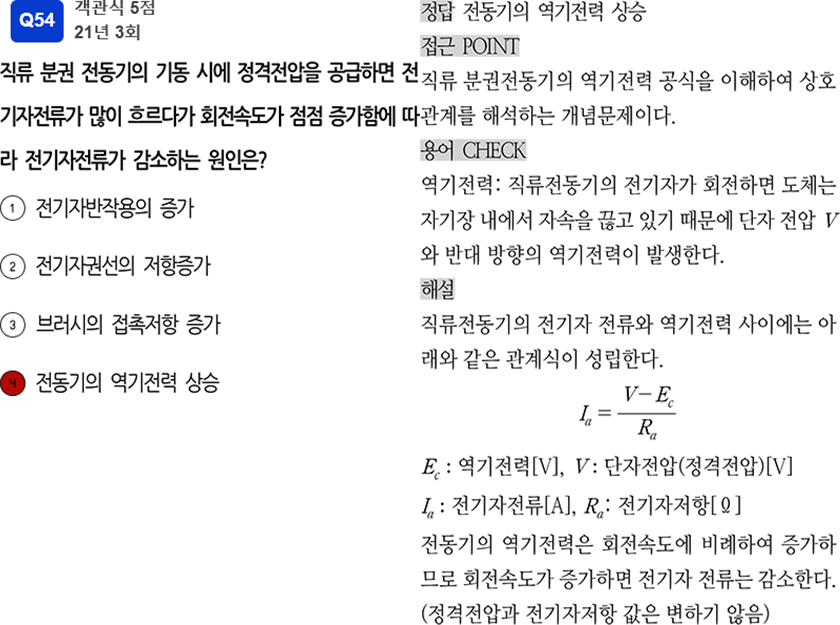 Q54
객관식 5점
21년 3회
직류 분권 전동기의 기동 시에 정격전압을 공급하면 전
기자전류가 많이 흐르다가 회전속도가 점점 증가함에 따
라 전기자전류가 감소하는 원인은?
① 전기자반작용의 증가
② 전기자권선의 저항증가
③ 브러시의 접촉저항 증가
④ 전동기의 역기전력 상승
정답 전동기의 역기전력 상승
접근 POINT
직류 분권전동기의 역기전력 공식을 이해하여 상호
관계를 해석하는 개념문제이다.
용어 CHECK
역기전력: 직류전동기의 전기자가 회전하면 도체는
자기장 내에서 자속을 끊고 있기 때문에 단자 전압 V
와 반대 방향의 역기전력이 발생한다.
해설
직류전동기의 전기자 전류와 역기전력 사이에는 아
래와 같은 관계식이 성립한다.
Ia = (V－Ec) / Ra
Ec : 역기전력[V], V : 단자전압(정격전압)[V]
Ia : 전기자전류[A], Ra: 전기자저항[Ω]
전동기의 역기전력은 회전속도에 비례하여 증가하
므로 회전속도가 증가하면 전기자 전류는 감소한다.
(정격전압과 전기자저항 값은 변하기 않음)